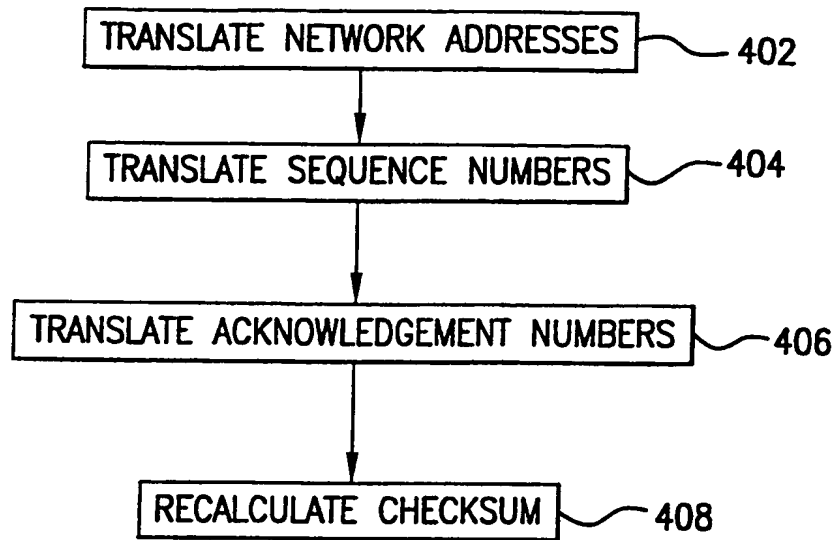 TRANSLATE NETWORK ADDRESSES 402
TRANSLATE SEQUENCE NUMBERS 404
TRANSLATE ACKNOWLEDGEMENT NUMBERS 406
RECALCULATE CHECKSUM 408